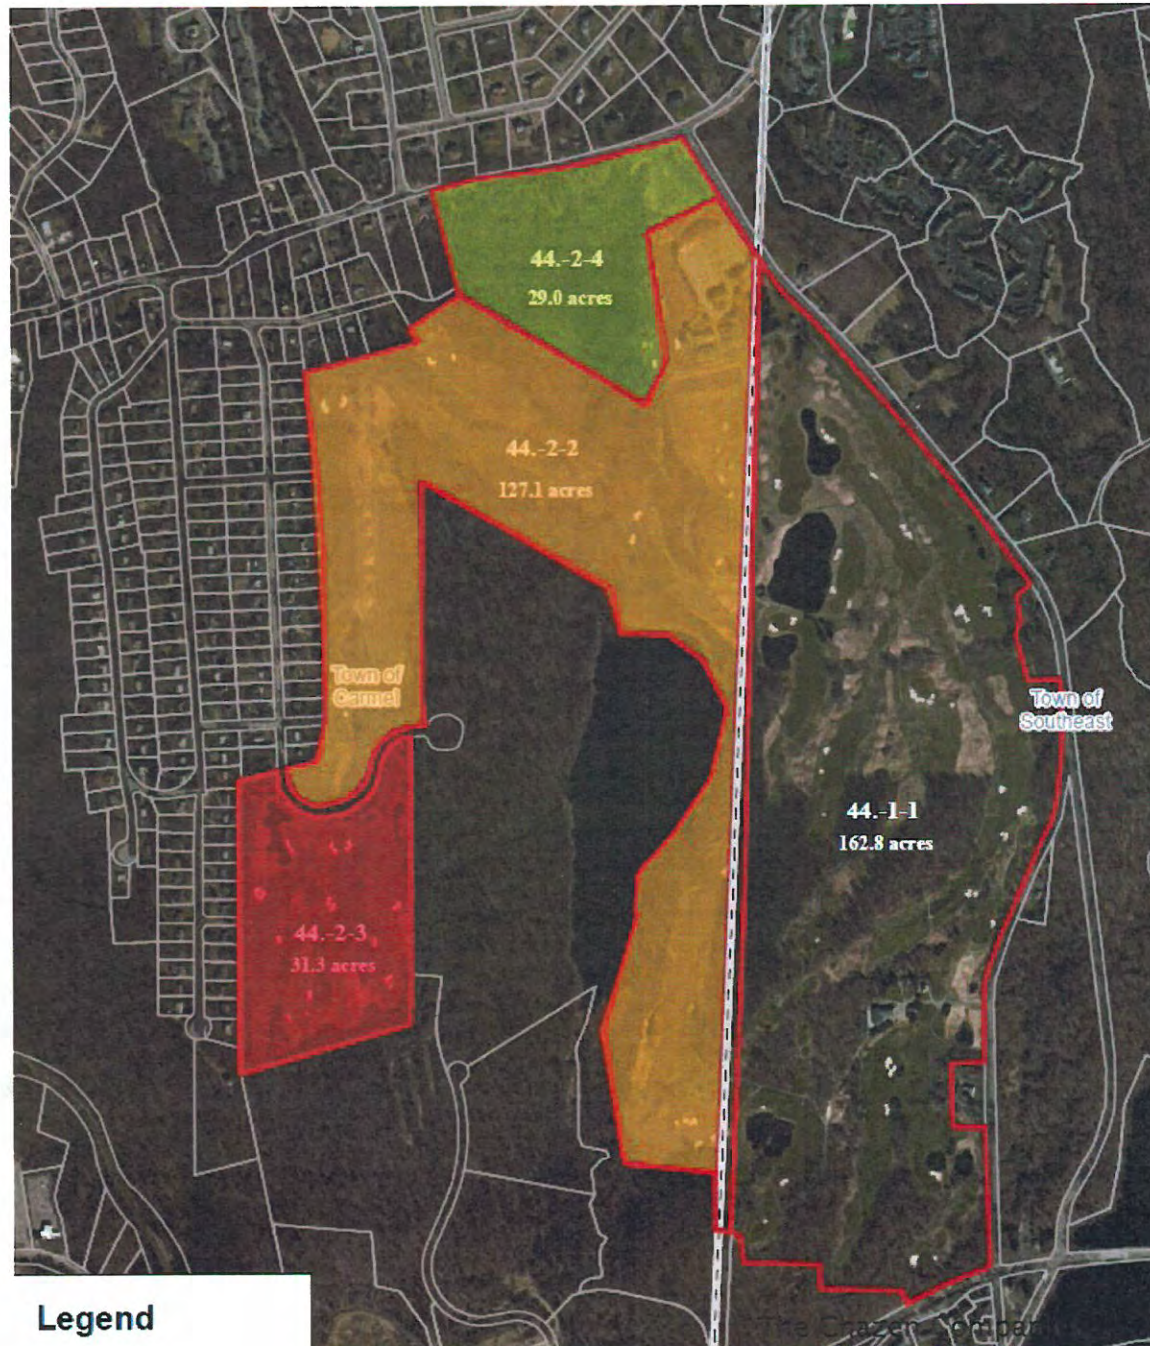 44.-2-4
29.0 acres
44.-2-2
127.1 acres
Town of
Carmel
Town of
Southeast
44.-1-1
162.8 acres
44.-2-3
31.3 acres
Legend
The Chazen Compan